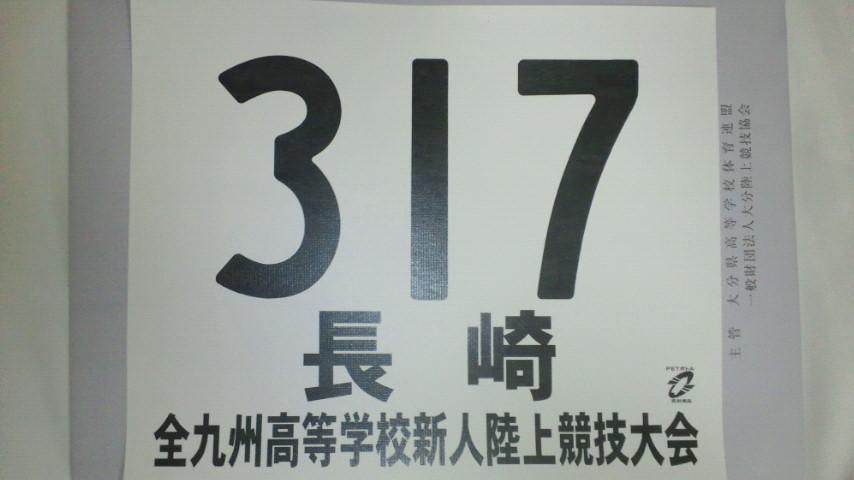 317
長崎
全九州高等学校新人陸上競技大会
主管 大分県高等学校体育連盟
一般財団法人大分陸上競技協会